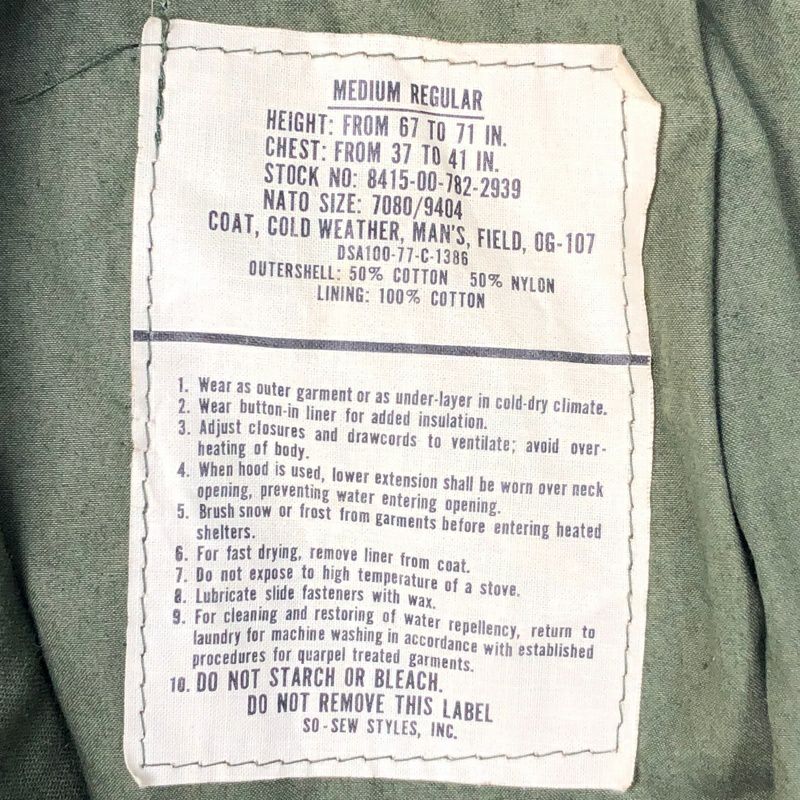 MEDIUM REGULAR
HEIGHT: FROM 67 TO 71 IN.
CHEST: FROM 37 TO 41 IN.
STOCK NO: 8415-00-782-2939
NATO SIZE: 7080/9404
COAT, COLD WEATHER, MAN'S, FIELD, OG-107
DSA100-77-C-1386
OUTERSHELL: 50% COTTON 50% NYLON
LINING: 100% COTTON
1. Wear as outer garment or as under-layer in cold-dry climate.
2. Wear button-in liner for added insulation.
3. Adjust closures and drawcords to ventilate; avoid over-
heating of body.
4. When hood is used, lower extension shall be worn over neck
opening, preventing water entering opening.
5. Brush snow or frost from garments before entering heated
shelters.
6. For fast drying, remove liner from coat.
7. Do not expose to high temperature of a stove.
8. Lubricate slide fasteners with wax.
9. For cleaning and restoring of water repellency, return to
laundry for machine washing in accordance with established
procedures for quarpel treated garments.
10. DO NOT STARCH OR BLEACH.
DO NOT REMOVE THIS LABEL
SO-SEW STYLES, INC.